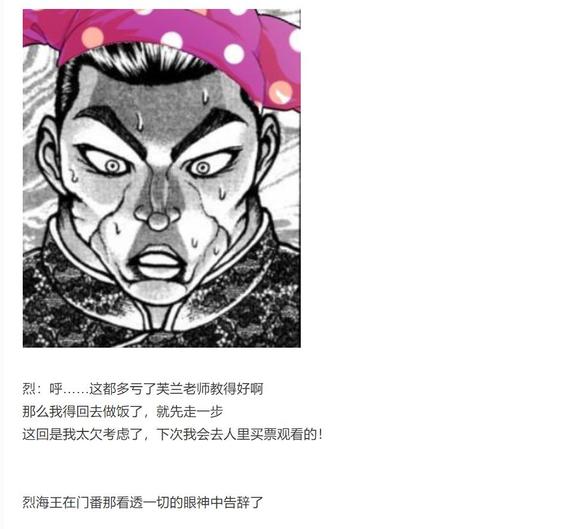 烈：呼……这都多亏了芙兰老师教得好啊
那么我得回去做饭了，就先走一步
这回是我太欠考虑了，下次我会去人里买票观看的！
烈海王在门番那看透一切的眼神中告辞了